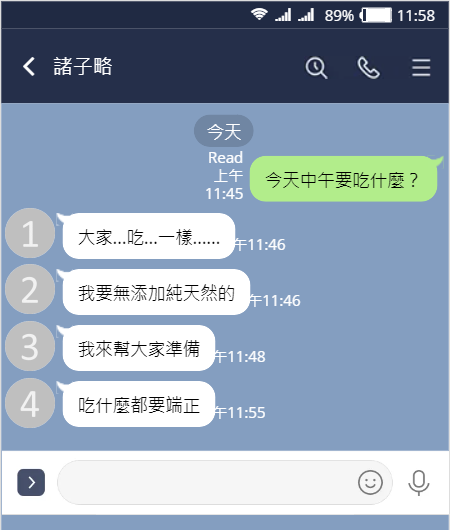 89% 11:58
諸子略
今天
Read
上午
11:45
今天中午要吃什麼？
1
大家...吃...一樣......
午11:46
2
我要無添加純天然的
午11:46
3
我來幫大家準備
午11:48
4
吃什麼都要端正
午11:55